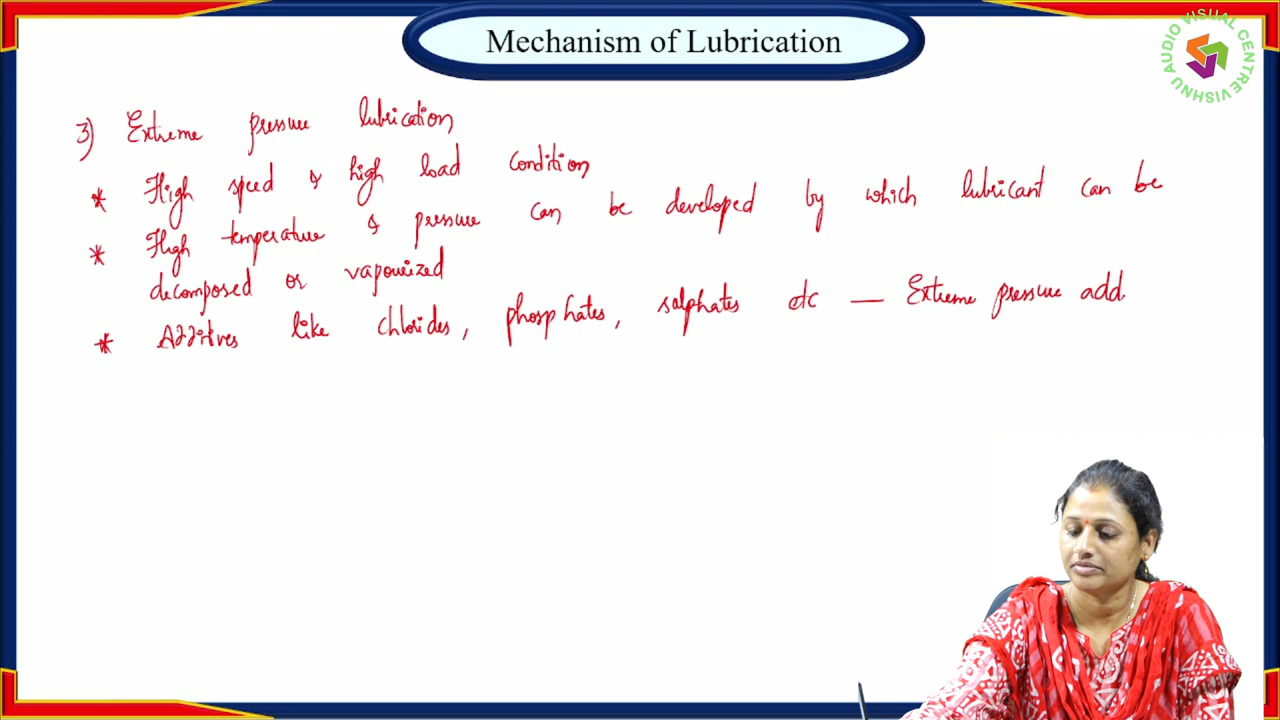 Mechanism of Lubrication
VISHNU AUDIO VISUAL CENTRE
3) Extreme pressure lubrication
* High speed & high load condition
* High temperature & pressure can be developed by which lubricant can be
decomposed or vapourized
* Additives like chlorides, phosphates, sulphates etc — Extreme pressure add.